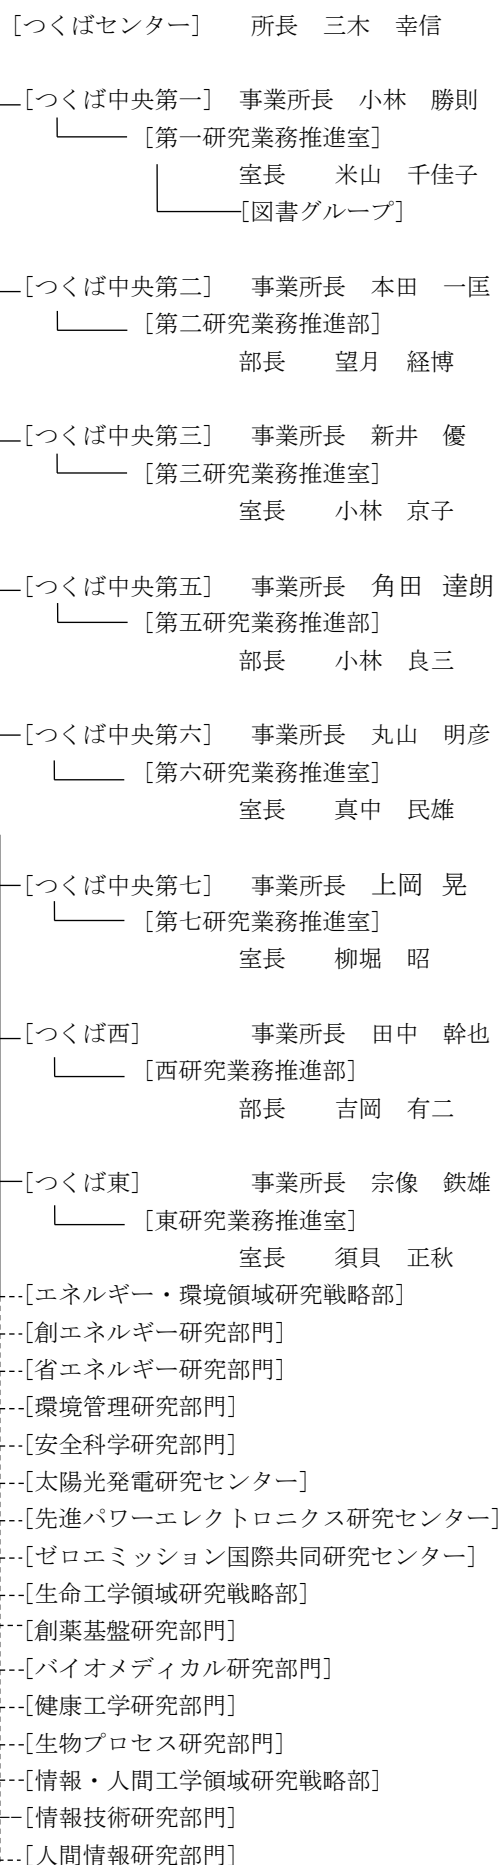 ［つくばセンター］　所長　三木　幸信
［つくば中央第一］　事業所長　小林　勝則
［第一研究業務推進室］
室長　米山　千佳子
［図書グループ］
［つくば中央第二］　事業所長　本田　一匡
［第二研究業務推進部］
部長　望月　経博
［つくば中央第三］　事業所長　新井　優
［第三研究業務推進室］
室長　小林　京子
［つくば中央第五］　事業所長　角田　達朗
［第五研究業務推進部］
部長　小林　良三
［つくば中央第六］　事業所長　丸山　明彦
［第六研究業務推進室］
室長　真中　民雄
［つくば中央第七］　事業所長　上岡　晃
［第七研究業務推進室］
室長　柳堀　昭
［つくば西］　事業所長　田中　幹也
［西研究業務推進部］
部長　吉岡　有二
［つくば東］　事業所長　宗像　鉄雄
［東研究業務推進室］
室長　須貝　正秋
［エネルギー・環境領域研究戦略部］
［創エネルギー研究部門］
［省エネルギー研究部門］
［環境管理研究部門］
［安全科学研究部門］
［太陽光発電研究センター］
［先進パワーエレクトロニクス研究センター］
［ゼロエミッション国際共同研究センター］
［生命工学領域研究戦略部］
［創薬基盤研究部門］
［バイオメディカル研究部門］
［健康工学研究部門］
［生物プロセス研究部門］
［情報・人間工学領域研究戦略部］
［情報技術研究部門］
［人間情報研究部門］